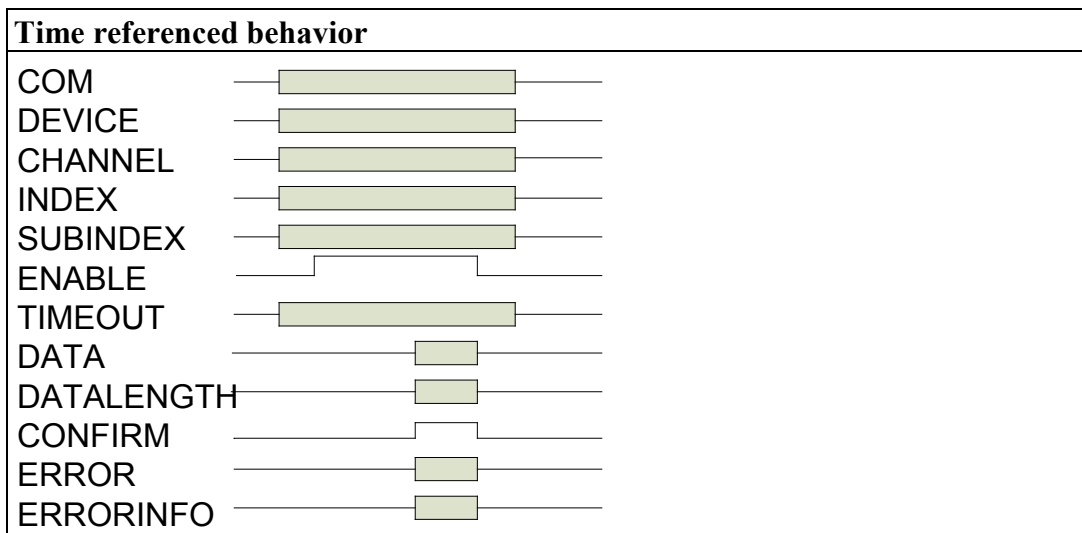 Time referenced behavior
COM
DEVICE
CHANNEL
INDEX
SUBINDEX
ENABLE
TIMEOUT
DATA
DATALENGTH
CONFIRM
ERROR
ERRORINFO